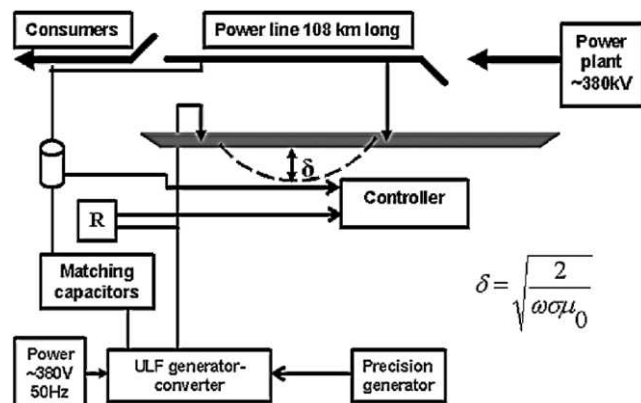 Consumers
Power line 108 km long
Power
plant
~380kV
δ
Controller
R
Matching
capacitors
δ = √(2 / ωσμ₀)
Power
~380V
50Hz
ULF generator-
converter
Precision
generator